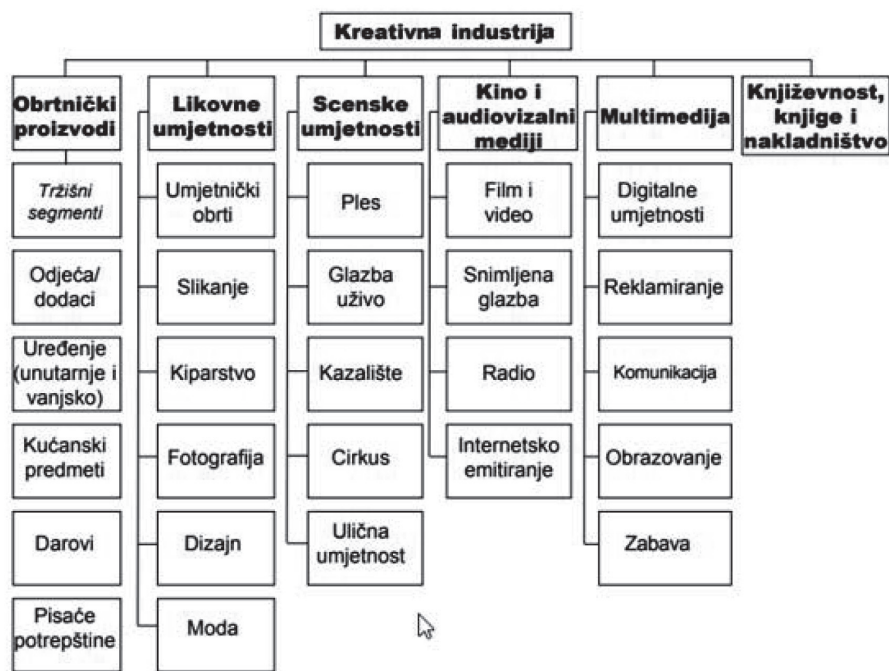 Kreativna industrija
Obrtnički
proizvodi
Tržišni
segmenti
Odjeća/
dodaci
Uređenje
(unutarnje i
vanjsko)
Kućanski
predmeti
Darovi
Pisaće
potrepštine
Likovne
umjetnosti
Umjetnički
obrti
Slikanje
Kiparstvo
Fotografija
Dizajn
Moda
Scenske
umjetnosti
Ples
Glazba
uživo
Kazalište
Cirkus
Ulična
umjetnost
Kino i
audiovizalni
mediji
Film i
video
Snimljena
glazba
Radio
Internetsko
emitiranje
Multimedija
Digitalne
umjetnosti
Reklamiranje
Komunikacija
Obrazovanje
Zabava
Književnost,
knjige i
nakladništvo